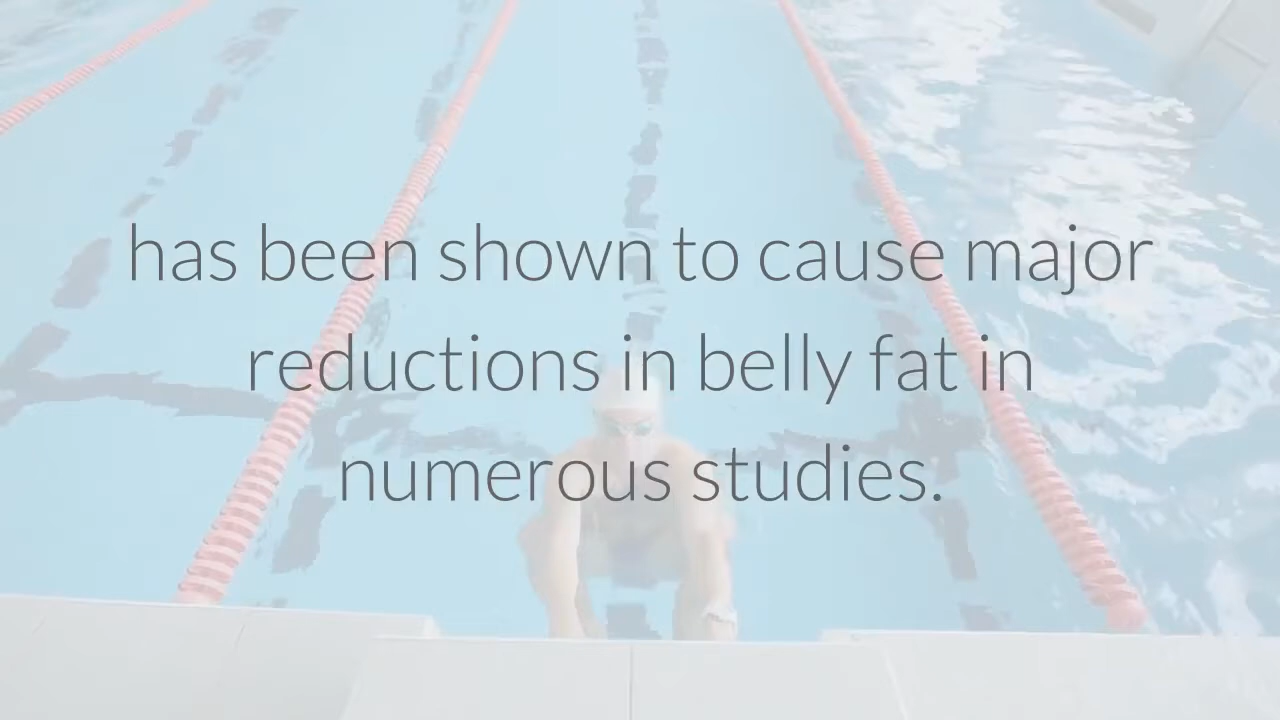 has been shown to cause major
reductions in belly fat in
numerous studies.